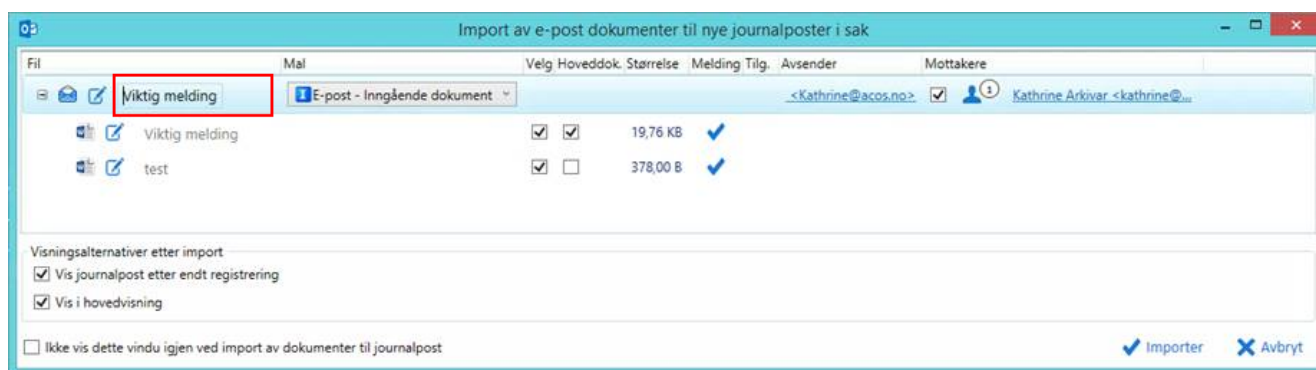 Import av e-post dokumenter til nye journalposter i sak
Fil Mal Velg Hoveddok. Størrelse Melding Tilg. Avsender Mottakere
Viktig melding E-post - Inngående dokument <Kathrine@acos.no> 1 Kathrine Arkivar <kathrine@...
Viktig melding 19,76 KB
test 378,00 B
Visningsalternativer etter import
Vis journalpost etter endt registrering
Vis i hovedvisning
Ikke vis dette vindu igjen ved import av dokumenter til journalpost Importer Avbryt